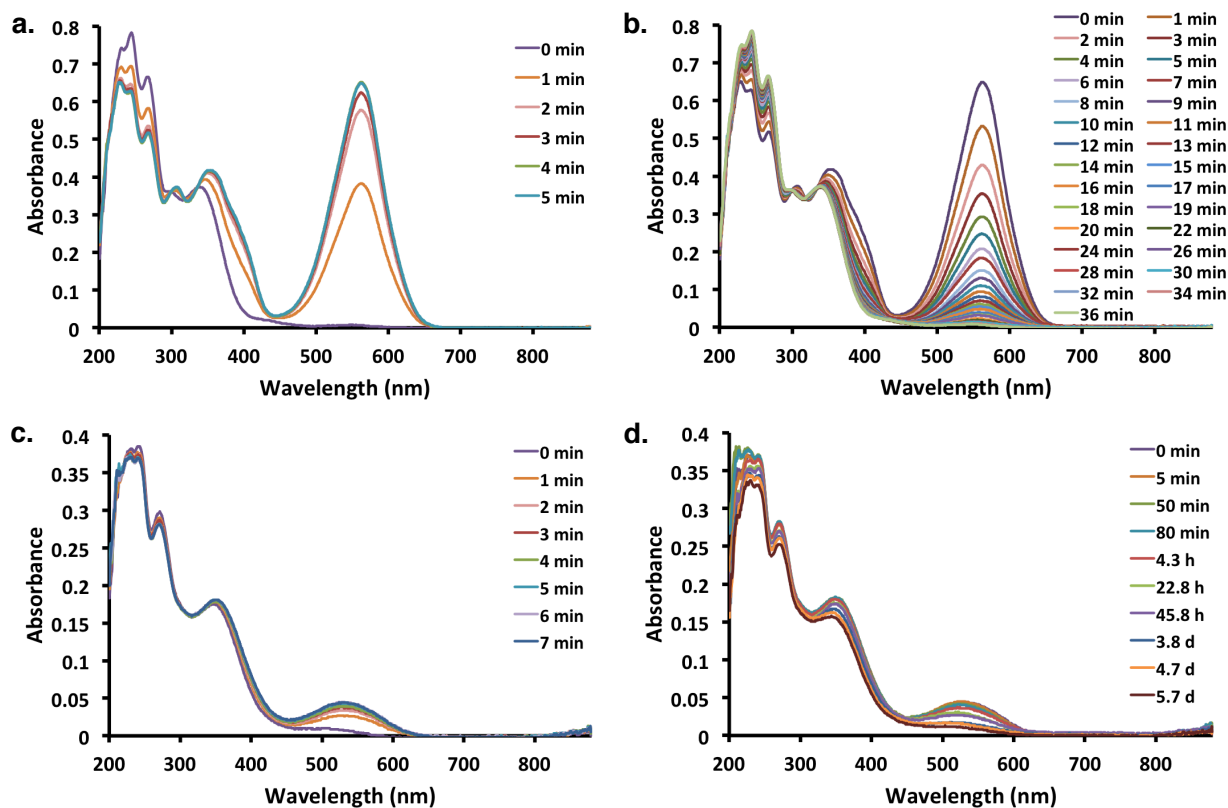 a.
0.8
0.7
0.6
0.5
0.4
0.3
0.2
0.1
0
200 300 400 500 600 700 800
Absorbance
Wavelength (nm)
0 min
1 min
2 min
3 min
4 min
5 min
b.
0.8
0.7
0.6
0.5
0.4
0.3
0.2
0.1
0
200 300 400 500 600 700 800
Absorbance
Wavelength (nm)
0 min 1 min
2 min 3 min
4 min 5 min
6 min 7 min
8 min 9 min
10 min 11 min
12 min 13 min
14 min 15 min
16 min 17 min
18 min 19 min
20 min 22 min
24 min 26 min
28 min 30 min
32 min 34 min
36 min
c.
0.4
0.35
0.3
0.25
0.2
0.15
0.1
0.05
0
200 300 400 500 600 700 800
Absorbance
Wavelength (nm)
0 min
1 min
2 min
3 min
4 min
5 min
6 min
7 min
d.
0.4
0.35
0.3
0.25
0.2
0.15
0.1
0.05
0
200 300 400 500 600 700 800
Absorbance
Wavelength (nm)
0 min
5 min
50 min
80 min
4.3 h
22.8 h
45.8 h
3.8 d
4.7 d
5.7 d